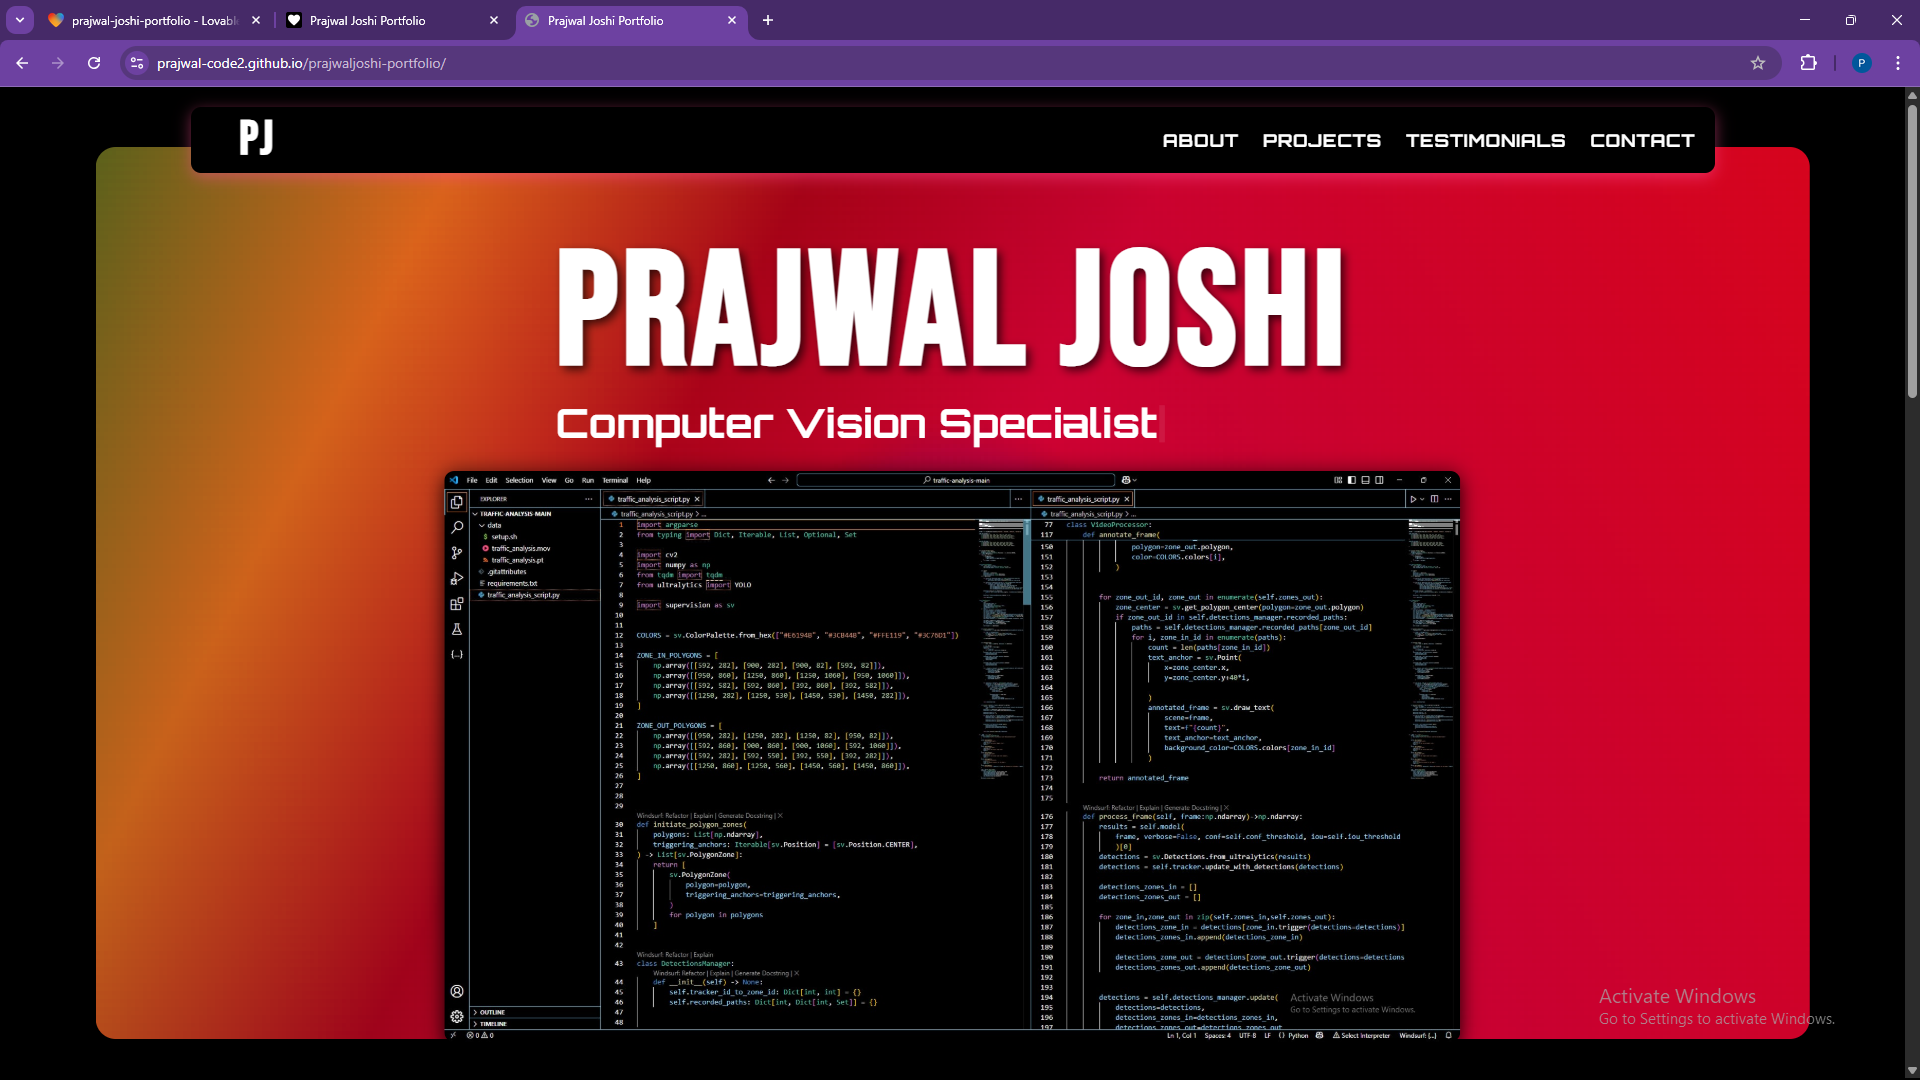 prajwal-joshi-portfolio - Lovabl
Prajwal Joshi Portfolio
Prajwal Joshi Portfolio
prajwal-code2.github.io/prajwaljoshi-portfolio/
P
PJ
ABOUT PROJECTS TESTIMONIALS CONTACT
PRAJWAL JOSHI
Computer Vision Specialist
File Edit Selection View Go Run Terminal Help
traffic-analysis-main
EXPLORER
TRAFFIC-ANALYSIS-MAIN
data
$ setup.sh
traffic_analysis.mov
traffic_analysis.pt
.gitattributes
requirements.txt
traffic_analysis_script.py
OUTLINE
TIMELINE
traffic_analysis_script.py
traffic_analysis_script.py > ...
1 import argparse
2 from typing import Dict, Iterable, List, Optional, Set
3
4 import cv2
5 import numpy as np
6 from tqdm import tqdm
7 from ultralytics import YOLO
8
9 import supervision as sv
10
11
12 COLORS = sv.ColorPalette.from_hex(["#E6194B", "#3CB44B", "#FFE119", "#3C76D1"])
13
14 ZONE_IN_POLYGONS = [
15 np.array([[592, 282], [900, 282], [900, 82], [592, 82]]),
16 np.array([[950, 860], [1250, 860], [1250, 1060], [950, 1060]]),
17 np.array([[592, 582], [592, 860], [392, 860], [392, 582]]),
18 np.array([[1250, 282], [1250, 530], [1450, 530], [1450, 282]]),
19 ]
20
21 ZONE_OUT_POLYGONS = [
22 np.array([[950, 282], [1250, 282], [1250, 82], [950, 82]]),
23 np.array([[592, 860], [900, 860], [900, 1060], [592, 1060]]),
24 np.array([[592, 282], [592, 550], [392, 550], [392, 282]]),
25 np.array([[1250, 860], [1250, 560], [1450, 560], [1450, 860]]),
26 ]
27
28
29
Windsurf: Refactor | Explain | Generate Docstring | X
30 def initiate_polygon_zones(
31 polygons: List[np.ndarray],
32 triggering_anchors: Iterable[sv.Position] = [sv.Position.CENTER],
33 ) -> List[sv.PolygonZone]:
34 return [
35 sv.PolygonZone(
36 polygon=polygon,
37 triggering_anchors=triggering_anchors,
38 )
39 for polygon in polygons
40 ]
41
42
Windsurf: Refactor | Explain
43 class DetectionsManager:
Windsurf: Refactor | Explain | Generate Docstring | X
44 def __init__(self) -> None:
45 self.tracker_id_to_zone_id: Dict[int, int] = {}
46 self.recorded_paths: Dict[int, Dict[int, Set]] = {}
47
48
traffic_analysis_script.py
traffic_analysis_script.py > ...
77 class VideoProcessor:
117 def annotate_frame(
150 polygon=zone_out.polygon,
151 color=COLORS.colors[i],
152 )
153
154
155 for zone_out_id, zone_out in enumerate(self.zones_out):
156 zone_center = sv.get_polygon_center(polygon=zone_out.polygon)
157 if zone_out_id in self.detections_manager.recorded_paths:
158 paths = self.detections_manager.recorded_paths[zone_out_id]
159 for i, zone_in_id in enumerate(paths):
160 count = len(paths[zone_in_id])
161 text_anchor = sv.Point(
162 x=zone_center.x,
163 y=zone_center.y+40*i,
164
165 )
166 annotated_frame = sv.draw_text(
167 scene=frame,
168 text=f"{count}",
169 text_anchor=text_anchor,
170 background_color=COLORS.colors[zone_in_id]
171 )
172
173 return annotated_frame
174
175
Windsurf: Refactor | Explain | Generate Docstring | X
176 def process_frame(self, frame:np.ndarray)->np.ndarray:
177 results = self.model(
178 frame, verbose=False, conf=self.conf_threshold, iou=self.iou_threshold
179 )[0]
180 detections = sv.Detections.from_ultralytics(results)
181 detections = self.tracker.update_with_detections(detections)
182
183 detections_zones_in = []
184 detections_zones_out = []
185
186 for zone_in,zone_out in zip(self.zones_in,self.zones_out):
187 detections_zone_in = detections[zone_in.trigger(detections=detections)]
188 detections_zones_in.append(detections_zone_in)
189
190 detections_zone_out = detections[zone_out.trigger(detections=detections
191 detections_zones_out.append(detections_zone_out)
192
193
194 detections = self.detections_manager.update(
195 detections=detections,
196 detections_zones_in=detections_zones_in,
197 detections_zones_out=detections_zones_out
Activate Windows
Go to Settings to activate Windows.
0 0
Ln 1, Col 1 Spaces: 4 UTF-8 LF {} Python Select Interpreter Windsurf: {...}
Activate Windows
Go to Settings to activate Windows.